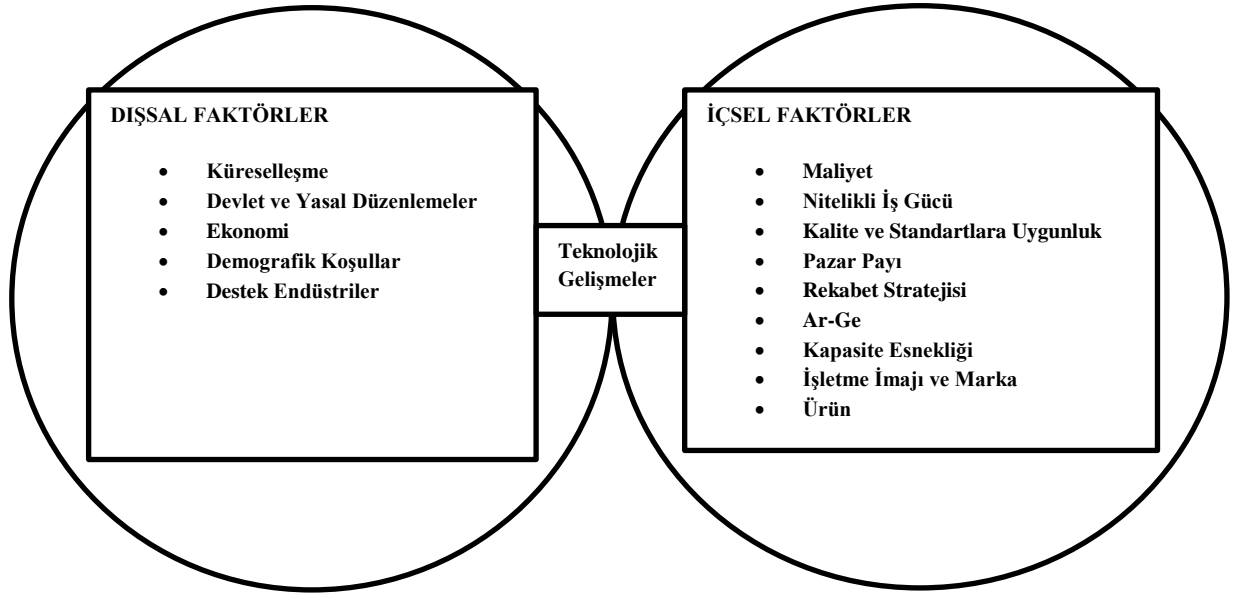 DIŞSAL FAKTÖRLER
• Küreselleşme
• Devlet ve Yasal Düzenlemeler
• Ekonomi
• Demografik Koşullar
• Destek Endüstriler
Teknolojik
Gelişmeler
İÇSEL FAKTÖRLER
• Maliyet
• Nitelikli İş Gücü
• Kalite ve Standartlara Uygunluk
• Pazar Payı
• Rekabet Stratejisi
• Ar-Ge
• Kapasite Esnekliği
• İşletme İmajı ve Marka
• Ürün